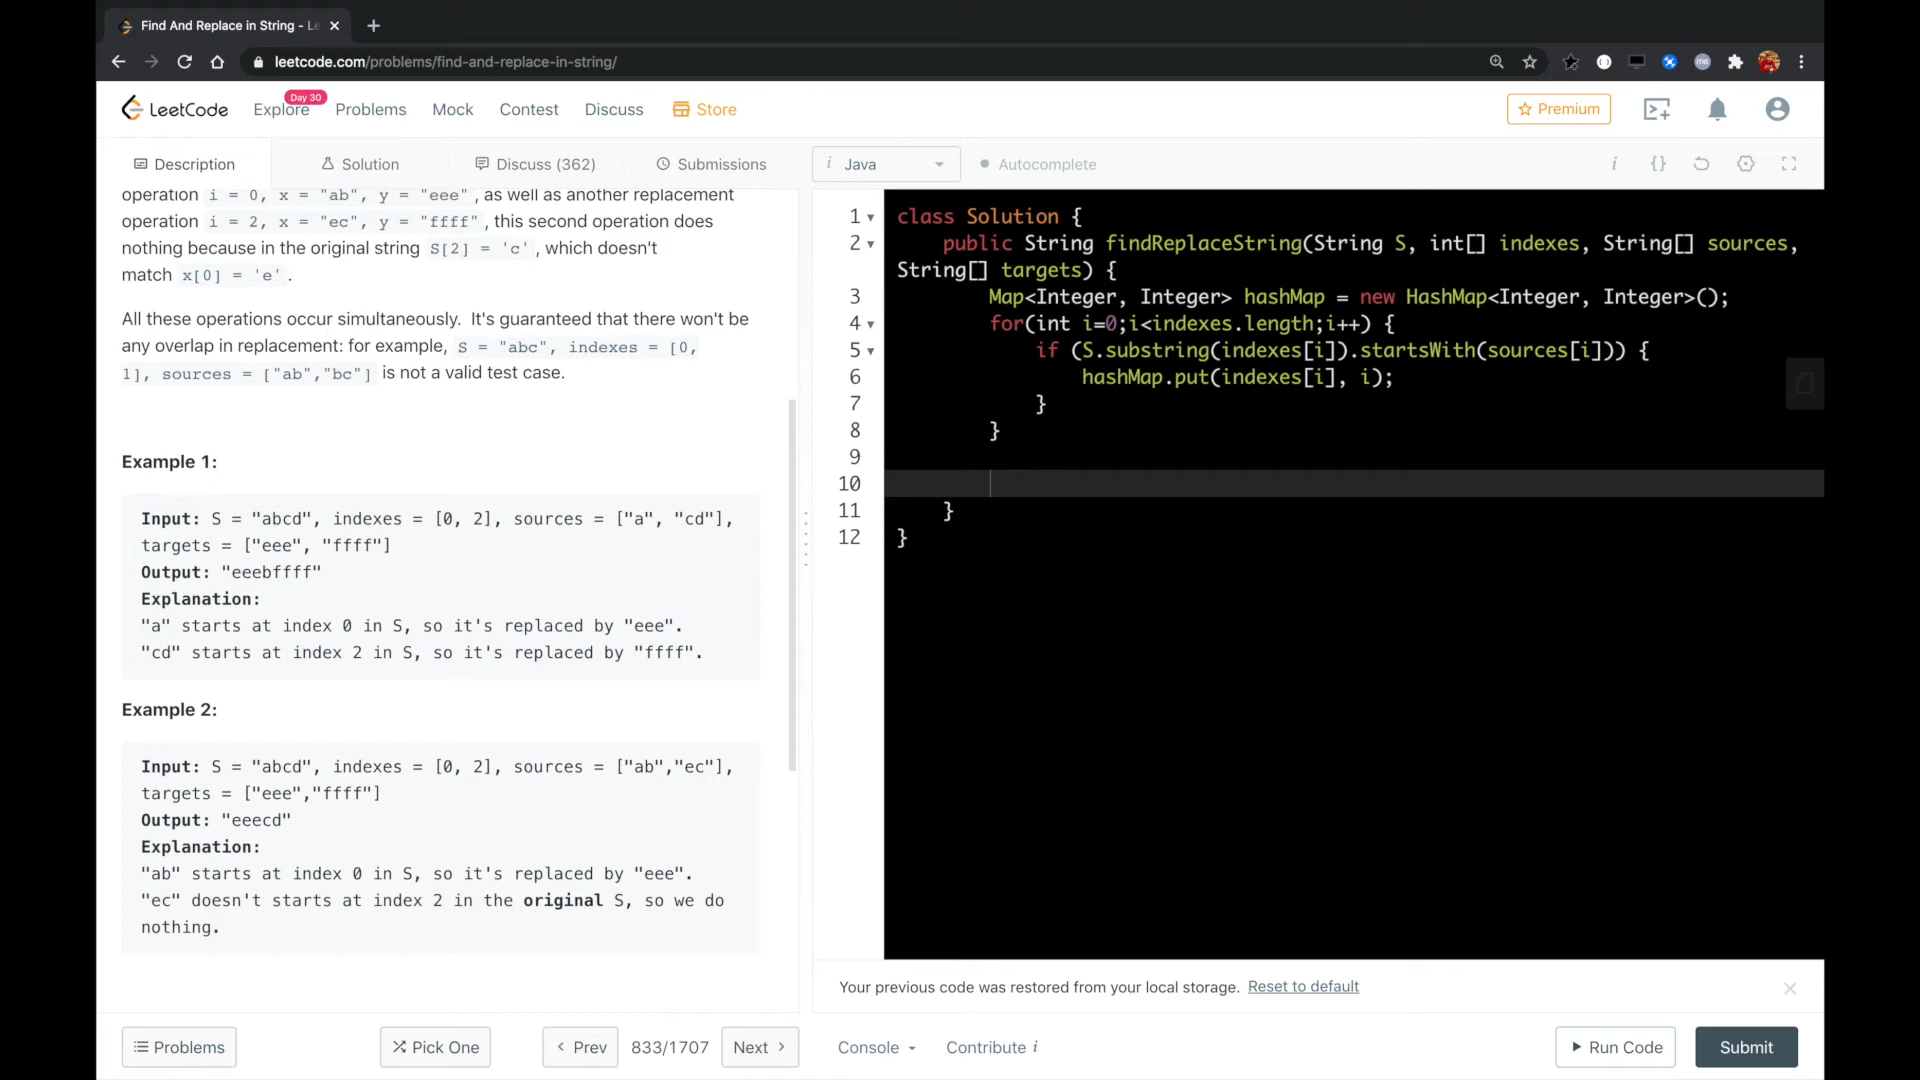 Find And Replace in String - Le
leetcode.com/problems/find-and-replace-in-string/
LeetCode
Explore
Day 30
Problems
Mock
Contest
Discuss
Store
Premium
Description
Solution
Discuss (362)
Submissions
i Java
Autocomplete
operation i = 0, x = "ab", y = "eee", as well as another replacement
operation i = 2, x = "ec", y = "ffff", this second operation does
nothing because in the original string S[2] = 'c', which doesn't
match x[0] = 'e'.
All these operations occur simultaneously. It's guaranteed that there won't be
any overlap in replacement: for example, S = "abc", indexes = [0,
1], sources = ["ab","bc"] is not a valid test case.
Example 1:
Input: S = "abcd", indexes = [0, 2], sources = ["a", "cd"],
targets = ["eee", "ffff"]
Output: "eeebffff"
Explanation:
"a" starts at index 0 in S, so it's replaced by "eee".
"cd" starts at index 2 in S, so it's replaced by "ffff".
Example 2:
Input: S = "abcd", indexes = [0, 2], sources = ["ab","ec"],
targets = ["eee","ffff"]
Output: "eeecd"
Explanation:
"ab" starts at index 0 in S, so it's replaced by "eee".
"ec" doesn't starts at index 2 in the original S, so we do
nothing.
1 class Solution {
2 public String findReplaceString(String S, int[] indexes, String[] sources,
String[] targets) {
3 Map<Integer, Integer> hashMap = new HashMap<Integer, Integer>();
4 for(int i=0;i<indexes.length;i++) {
5 if (S.substring(indexes[i]).startsWith(sources[i])) {
6 hashMap.put(indexes[i], i);
7 }
8 }
9
10
11 }
12 }
Your previous code was restored from your local storage. Reset to default
Problems
Pick One
Prev
833/1707
Next
Console
Contribute i
Run Code
Submit